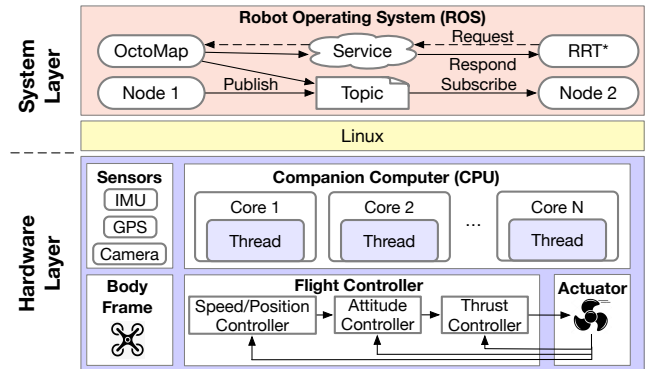 System
Layer
Robot Operating System (ROS)
OctoMap
Service
Request
RRT*
Respond
Node 1
Publish
Topic
Subscribe
Node 2
Linux
Hardware
Layer
Sensors
IMU
GPS
Camera
Companion Computer (CPU)
Core 1
Thread
Core 2
Thread
...
Core N
Thread
Body
Frame
Flight Controller
Speed/Position
Controller
Attitude
Controller
Thrust
Controller
Actuator